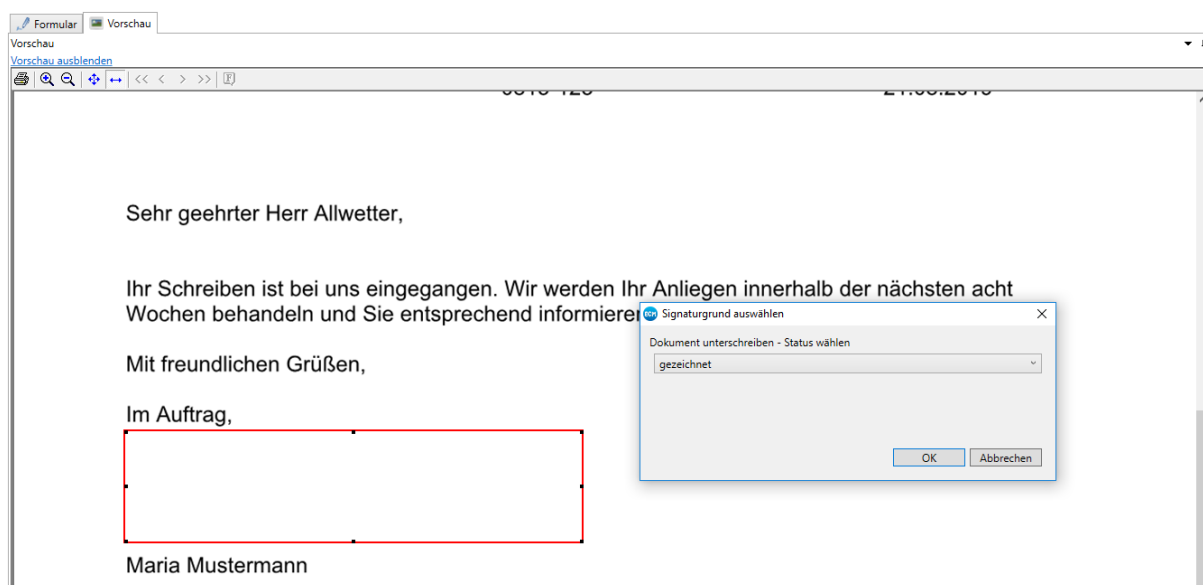 Formular Vorschau
Vorschau
Vorschau ausblenden
<< < > >> F
Sehr geehrter Herr Allwetter,
Ihr Schreiben ist bei uns eingegangen. Wir werden Ihr Anliegen innerhalb der nächsten acht
Wochen behandeln und Sie entsprechend informieren
Mit freundlichen Grüßen,
Im Auftrag,
Maria Mustermann
ECM Signaturgrund auswählen
Dokument unterschreiben - Status wählen
gezeichnet
OK Abbrechen